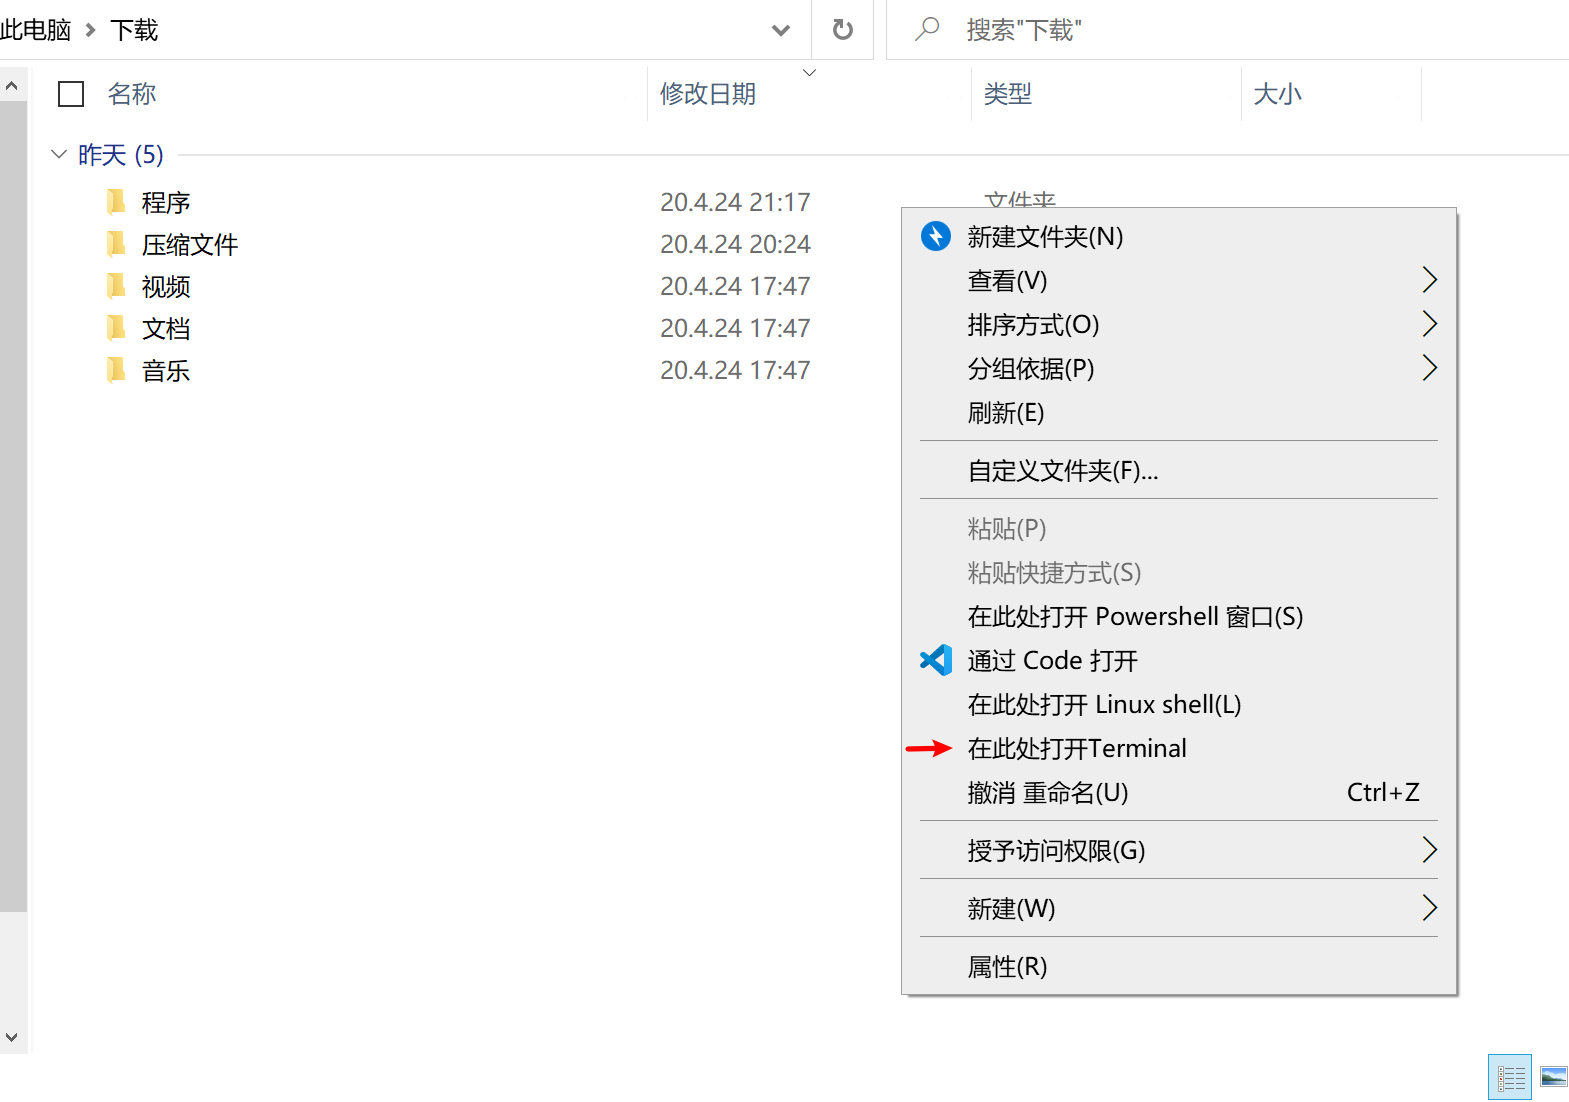 此电脑 > 下载
搜索"下载"
名称 修改日期 类型 大小
昨天 (5)
程序 20.4.24 21:17 文件夹
压缩文件 20.4.24 20:24
视频 20.4.24 17:47
文档 20.4.24 17:47
音乐 20.4.24 17:47
新建文件夹(N)
查看(V)
排序方式(O)
分组依据(P)
刷新(E)
自定义文件夹(F)...
粘贴(P)
粘贴快捷方式(S)
在此处打开 Powershell 窗口(S)
通过 Code 打开
在此处打开 Linux shell(L)
在此处打开Terminal
撤消 重命名(U) Ctrl+Z
授予访问权限(G)
新建(W)
属性(R)